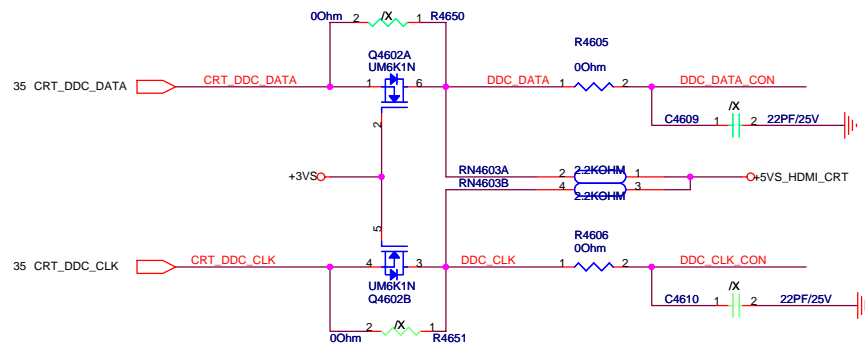 0Ohm 2 /X 1 R4650
Q4602A
UM6K1N
R4605
0Ohm
35 CRT_DDC_DATA CRT_DDC_DATA 1 6 DDC_DATA 1 2 DDC_DATA_CON
2
/X
C4609 1 2 22PF/25V
+3VS
RN4603A 2 2.2KOHM 1
RN4603B 4 2.2KOHM 3
+5VS_HDMI_CRT
5
R4606
0Ohm
35 CRT_DDC_CLK CRT_DDC_CLK 4 3 DDC_CLK 1 2 DDC_CLK_CON
UM6K1N
Q4602B
/X
C4610 1 2 22PF/25V
0Ohm 2 /X 1 R4651